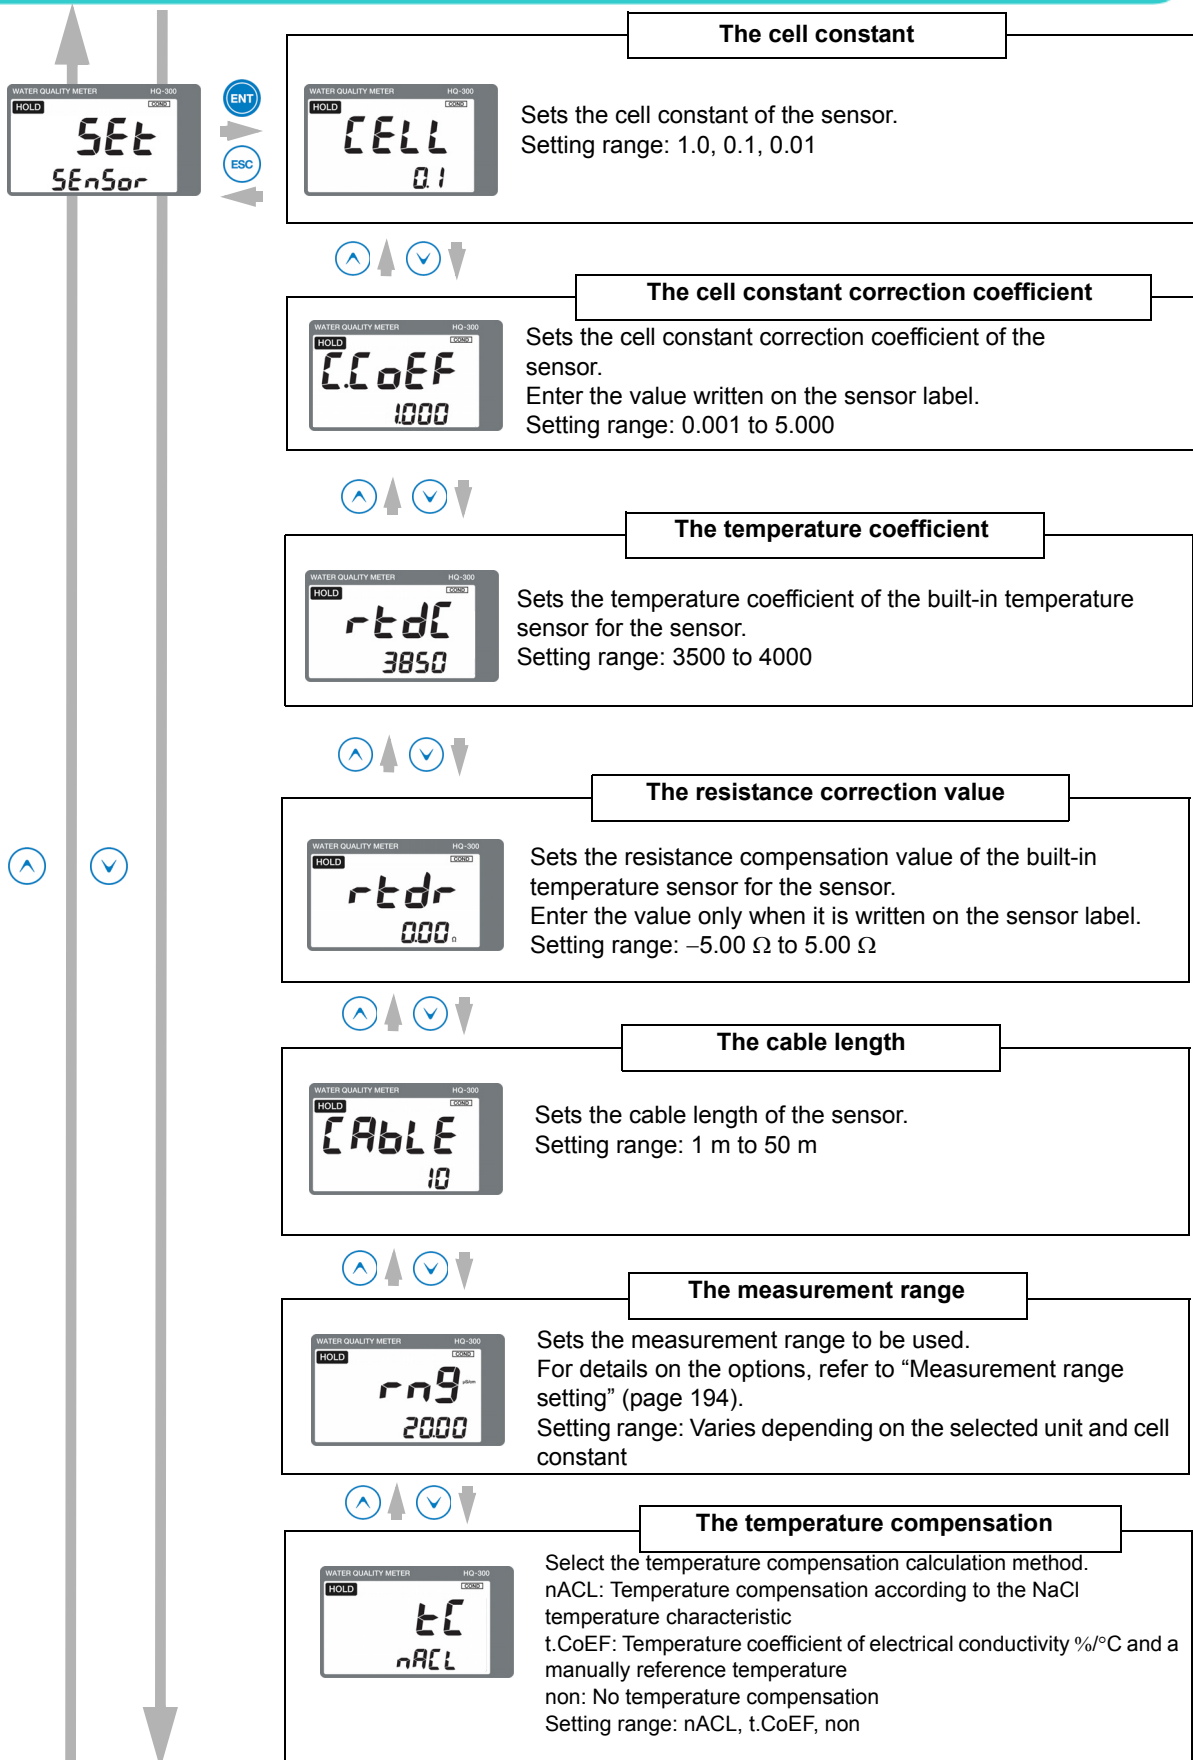 The cell constant
WATER QUALITY METER HQ-300
HOLD COND
SEt
SEnSor
ENT
ESC
WATER QUALITY METER HQ-300
HOLD COND
CELL
0.1
Sets the cell constant of the sensor.
Setting range: 1.0, 0.1, 0.01
The cell constant correction coefficient
WATER QUALITY METER HQ-300
HOLD COND
C.CoEF
1.000
Sets the cell constant correction coefficient of the
sensor.
Enter the value written on the sensor label.
Setting range: 0.001 to 5.000
The temperature coefficient
WATER QUALITY METER HQ-300
HOLD COND
rtdC
3850
Sets the temperature coefficient of the built-in temperature
sensor for the sensor.
Setting range: 3500 to 4000
The resistance correction value
WATER QUALITY METER HQ-300
HOLD COND
rtdr
0.00 Ω
Sets the resistance compensation value of the built-in
temperature sensor for the sensor.
Enter the value only when it is written on the sensor label.
Setting range: −5.00 Ω to 5.00 Ω
The cable length
WATER QUALITY METER HQ-300
HOLD COND
CAbLE
10
Sets the cable length of the sensor.
Setting range: 1 m to 50 m
The measurement range
WATER QUALITY METER HQ-300
HOLD COND
rng μS/cm
20.00
Sets the measurement range to be used.
For details on the options, refer to “Measurement range
setting” (page 194).
Setting range: Varies depending on the selected unit and cell
constant
The temperature compensation
WATER QUALITY METER HQ-300
HOLD COND
tC
nACL
Select the temperature compensation calculation method.
nACL: Temperature compensation according to the NaCl
temperature characteristic
t.CoEF: Temperature coefficient of electrical conductivity %/°C and a
manually reference temperature
non: No temperature compensation
Setting range: nACL, t.CoEF, non